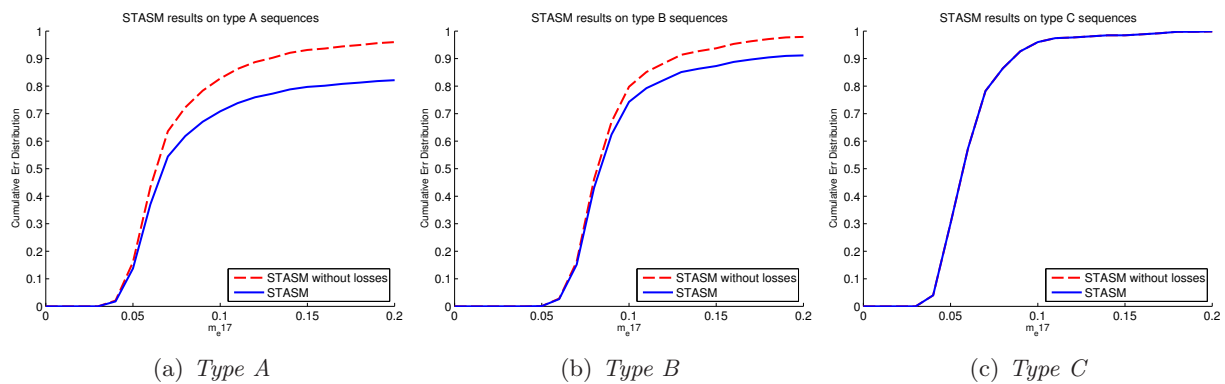 STASM results on type A sequences
1
0.9
0.8
0.7
0.6
0.5
0.4
0.3
0.2
0.1
0
Cumulative Err Distribution
0 0.05 0.1 0.15 0.2
m_e17
STASM without losses
STASM
(a) Type A
STASM results on type B sequences
1
0.9
0.8
0.7
0.6
0.5
0.4
0.3
0.2
0.1
0
Cumulative Err Distribution
0 0.05 0.1 0.15 0.2
m_e17
STASM without losses
STASM
(b) Type B
STASM results on type C sequences
1
0.9
0.8
0.7
0.6
0.5
0.4
0.3
0.2
0.1
0
Cumulative Err Distribution
0 0.05 0.1 0.15 0.2
m_e17
STASM without losses
STASM
(c) Type C